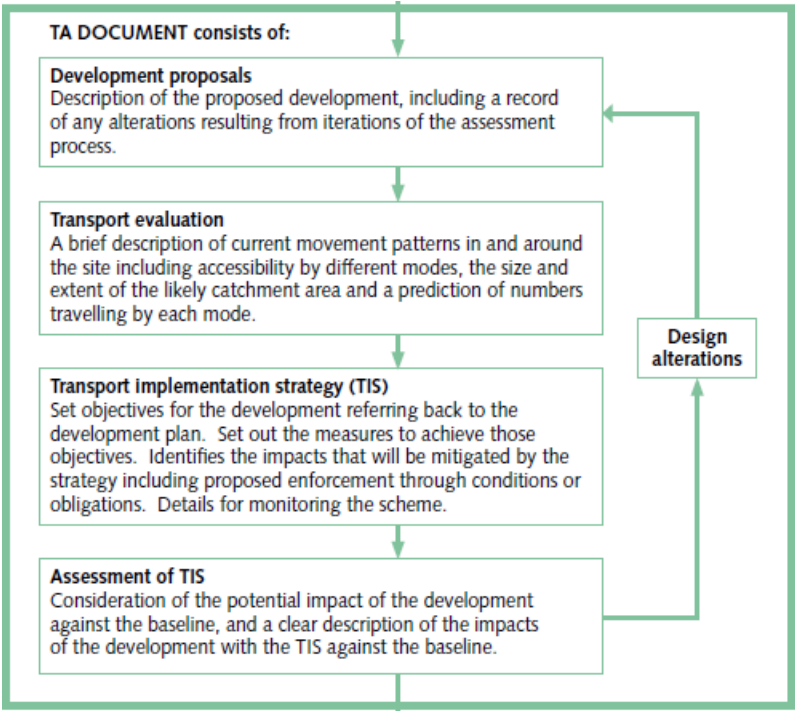 TA DOCUMENT consists of:
Development proposals
Description of the proposed development, including a record
of any alterations resulting from iterations of the assessment
process.
Transport evaluation
A brief description of current movement patterns in and around
the site including accessibility by different modes, the size and
extent of the likely catchment area and a prediction of numbers
travelling by each mode.
Design
alterations
Transport implementation strategy (TIS)
Set objectives for the development referring back to the
development plan.  Set out the measures to achieve those
objectives.  Identifies the impacts that will be mitigated by the
strategy including proposed enforcement through conditions or
obligations.  Details for monitoring the scheme.
Assessment of TIS
Consideration of the potential impact of the development
against the baseline, and a clear description of the impacts
of the development with the TIS against the baseline.